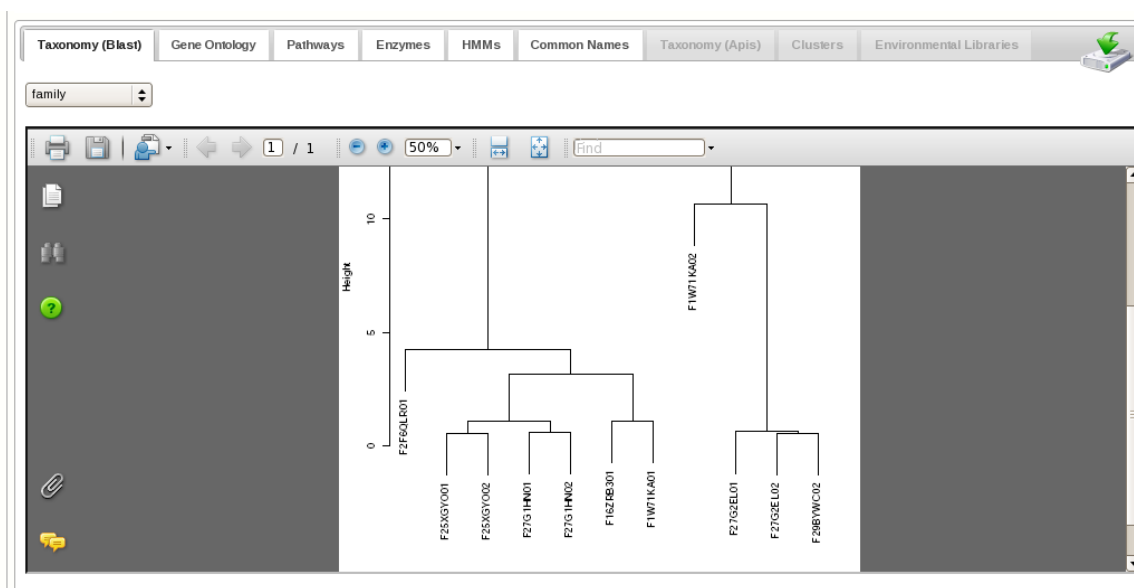 Taxonomy (Blast) Gene Ontology Pathways Enzymes HMMs Common Names Taxonomy (Apis) Clusters Environmental Libraries
family
1 / 1 50% Find
10
Height
5
0
F1W71KA02
F2F6QLR01
F25XGYO01
F25XGYO02
F27G1HN01
F27G1HN02
F16ZRB301
F1W71KA01
F27G2EL01
F27G2EL02
F29BYWC02